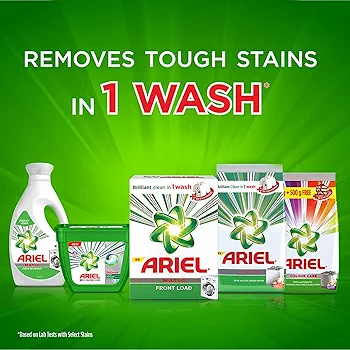 REMOVES TOUGH STAINS
IN 1 WASH*
+ 500 g FREE
Brilliant clean in 1 wash
Brilliant Clean in 1 wash
ARIEL
ARIEL
ARIEL
ARIEL
ARIEL
COLOUR CARE
FRONT LOAD
*Based on Lab Tests with Select Stains